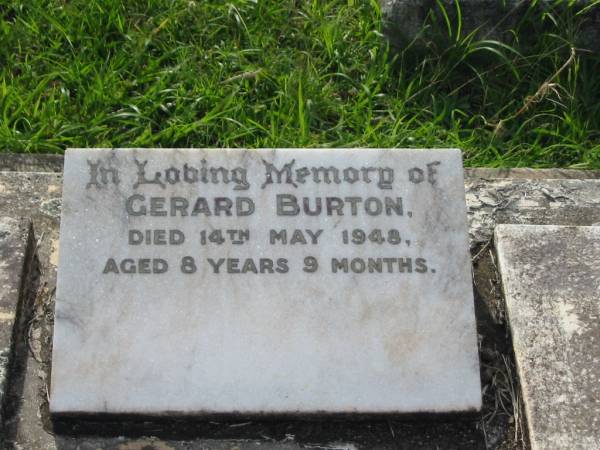 In Loving Memory of
GERARD BURTON,
DIED 14TH MAY 1948,
AGED 8 YEARS 9 MONTHS.